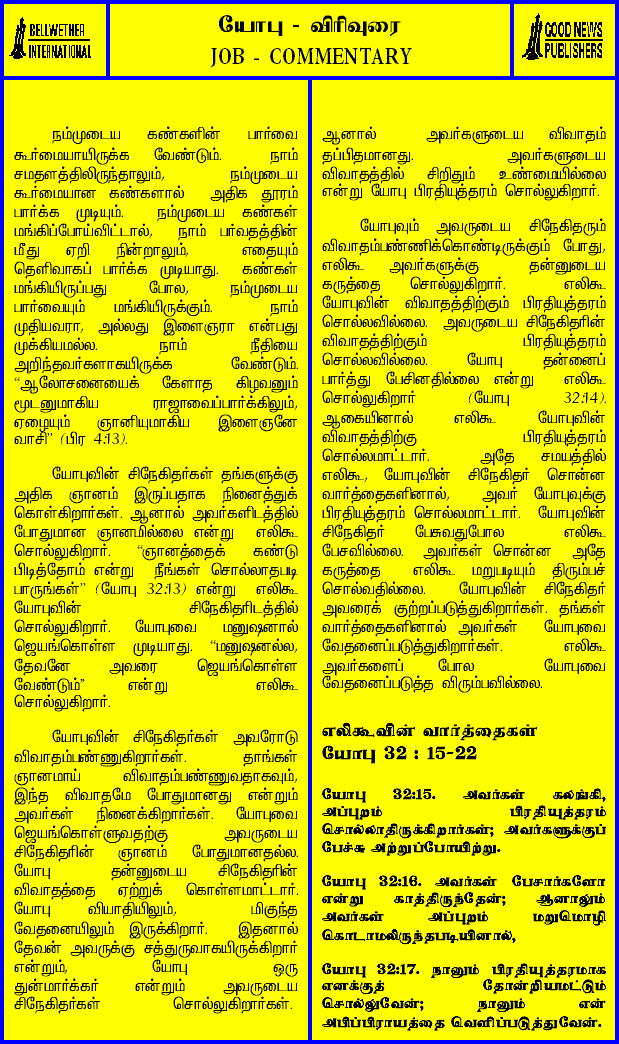 BELLWETHER
INTERNATIONAL
யோபு - விரிவுரை
JOB - COMMENTARY
GOOD NEWS
PUBLISHERS
நம்முடைய கண்களின் பார்வை
கூர்மையாயிருக்க வேண்டும். நாம்
சமதளத்திலிருந்தாலும், நம்முடைய
கூர்மையான கண்களால் அதிக தூரம்
பார்க்க முடியும். நம்முடைய கண்கள்
மங்கிப்போய்விட்டால், நாம் பர்வதத்தின்
மீது ஏறி நின்றாலும், எதையும்
தெளிவாகப் பார்க்க முடியாது. கண்கள்
மங்கியிருப்பது போல, நம்முடைய
பார்வையும் மங்கியிருக்கும். நாம்
முதியவரா, அல்லது இளைஞரா என்பது
முக்கியமல்ல. நாம் நீதியை
அறிந்தவர்களாகயிருக்க வேண்டும்.
“ஆலோசனையைக் கேளாத கிழவனும்
மூடனுமாகிய ராஜாவைப்பார்க்கிலும்,
ஏழையும் ஞானியுமாகிய இளைஞனே
வாசி” (பிர 4:13).
யோபுவின் சிநேகிதர்கள் தங்களுக்கு
அதிக ஞானம் இருப்பதாக நினைத்துக்
கொள்கிறார்கள். ஆனால் அவர்களிடத்தில்
போதுமான ஞானமில்லை என்று எலிகூ
சொல்லுகிறார். “ஞானத்தைக் கண்டு
பிடித்தோம் என்று நீங்கள் சொல்லாதபடி
பாருங்கள்” (யோபு 32:13) என்று எலிகூ
யோபுவின் சிநேகிதரிடத்தில்
சொல்லுகிறார். யோபுவை மனுஷனால்
ஜெயங்கொள்ள முடியாது. “மனுஷனல்ல,
தேவனே அவரை ஜெயங்கொள்ள
வேண்டும்” என்று எலிகூ
சொல்லுகிறார்.
யோபுவின் சிநேகிதர்கள் அவரோடு
விவாதம்பண்ணுகிறார்கள். தாங்கள்
ஞானமாய் விவாதம்பண்ணுவதாகவும்,
இந்த விவாதமே போதுமானது என்றும்
அவர்கள் நினைக்கிறார்கள். யோபுவை
ஜெயங்கொள்ளுவதற்கு அவருடைய
சிநேகிதரின் ஞானம் போதுமானதல்ல.
யோபு தன்னுடைய சிநேகிதரின்
விவாதத்தை ஏற்றுக் கொள்ளமாட்டார்.
யோபு வியாதியிலும், மிகுந்த
வேதனையிலும் இருக்கிறார். இதனால்
தேவன் அவருக்கு சத்துருவாகயிருக்கிறார்
என்றும், யோபு ஒரு
துன்மார்க்கர் என்றும் அவருடைய
சிநேகிதர்கள் சொல்லுகிறார்கள்.
ஆனால் அவர்களுடைய விவாதம்
தப்பிதமானது. அவர்களுடைய
விவாதத்தில் சிறிதும் உண்மையில்லை
என்று யோபு பிரதியுத்தரம் சொல்லுகிறார்.
யோபுவும் அவருடைய சிநேகிதரும்
விவாதம்பண்ணிக்கொண்டிருக்கும் போது,
எலிகூ அவர்களுக்கு தன்னுடைய
கருத்தை சொல்லுகிறார். எலிகூ
யோபுவின் விவாதத்திற்கும் பிரதியுத்தரம்
சொல்லவில்லை. அவருடைய சிநேகிதரின்
விவாதத்திற்கும் பிரதியுத்தரம்
சொல்லவில்லை. யோபு தன்னைப்
பார்த்து பேசினதில்லை என்று எலிகூ
சொல்லுகிறார் (யோபு 32:14).
ஆகையினால் எலிகூ யோபுவின்
விவாதத்திற்கு பிரதியுத்தரம்
சொல்லமாட்டார். அதே சமயத்தில்
எலிகூ, யோபுவின் சிநேகிதர் சொன்ன
வார்த்தைகளினால், அவர் யோபுவுக்கு
பிரதியுத்தரம் சொல்லமாட்டார். யோபுவின்
சிநேகிதர் பேசுவதுபோல எலிகூ
பேசவில்லை. அவர்கள் சொன்ன அதே
கருத்தை எலிகூ மறுபடியும் திரும்பச்
சொல்வதில்லை. யோபுவின் சிநேகிதர்
அவரைக் குற்றப்படுத்துகிறார்கள். தங்கள்
வார்த்தைகளினால் அவர்கள் யோபுவை
வேதனைப்படுத்துகிறார்கள். எலிகூ
அவர்களைப் போல யோபுவை
வேதனைப்படுத்த விரும்பவில்லை.
எலிகூவின் வார்த்தைகள்
யோபு 32 : 15-22
யோபு 32:15. அவர்கள் கலங்கி,
அப்புறம் பிரதியுத்தரம்
சொல்லாதிருக்கிறார்கள்; அவர்களுக்குப்
பேச்சு அற்றுப்போயிற்று.
யோபு 32:16. அவர்கள் பேசார்களோ
என்று காத்திருந்தேன்; ஆனாலும்
அவர்கள் அப்புறம் மறுமொழி
கொடாமலிருந்தபடியினால்,
யோபு 32:17. நானும் பிரதியுத்தரமாக
எனக்குத் தோன்றியமட்டும்
சொல்லுவேன்; நானும் என்
அபிப்பிராயத்தை வெளிப்படுத்துவேன்.